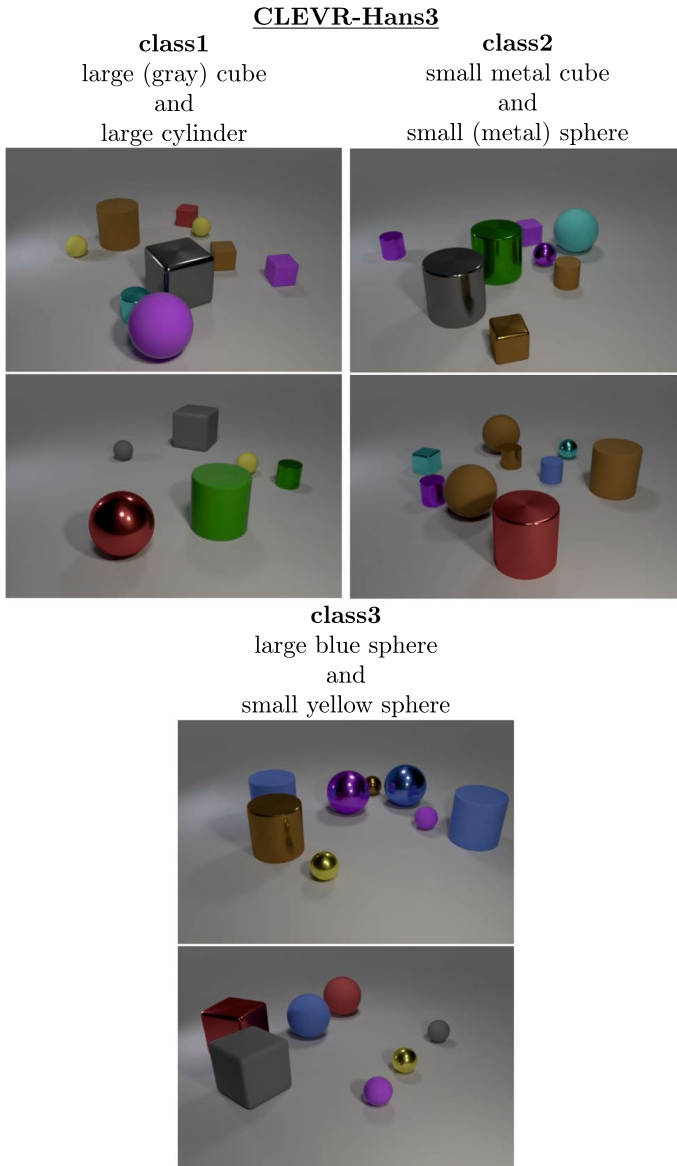 CLEVR-Hans3
class1
large (gray) cube
and
large cylinder
class2
small metal cube
and
small (metal) sphere
class3
large blue sphere
and
small yellow sphere